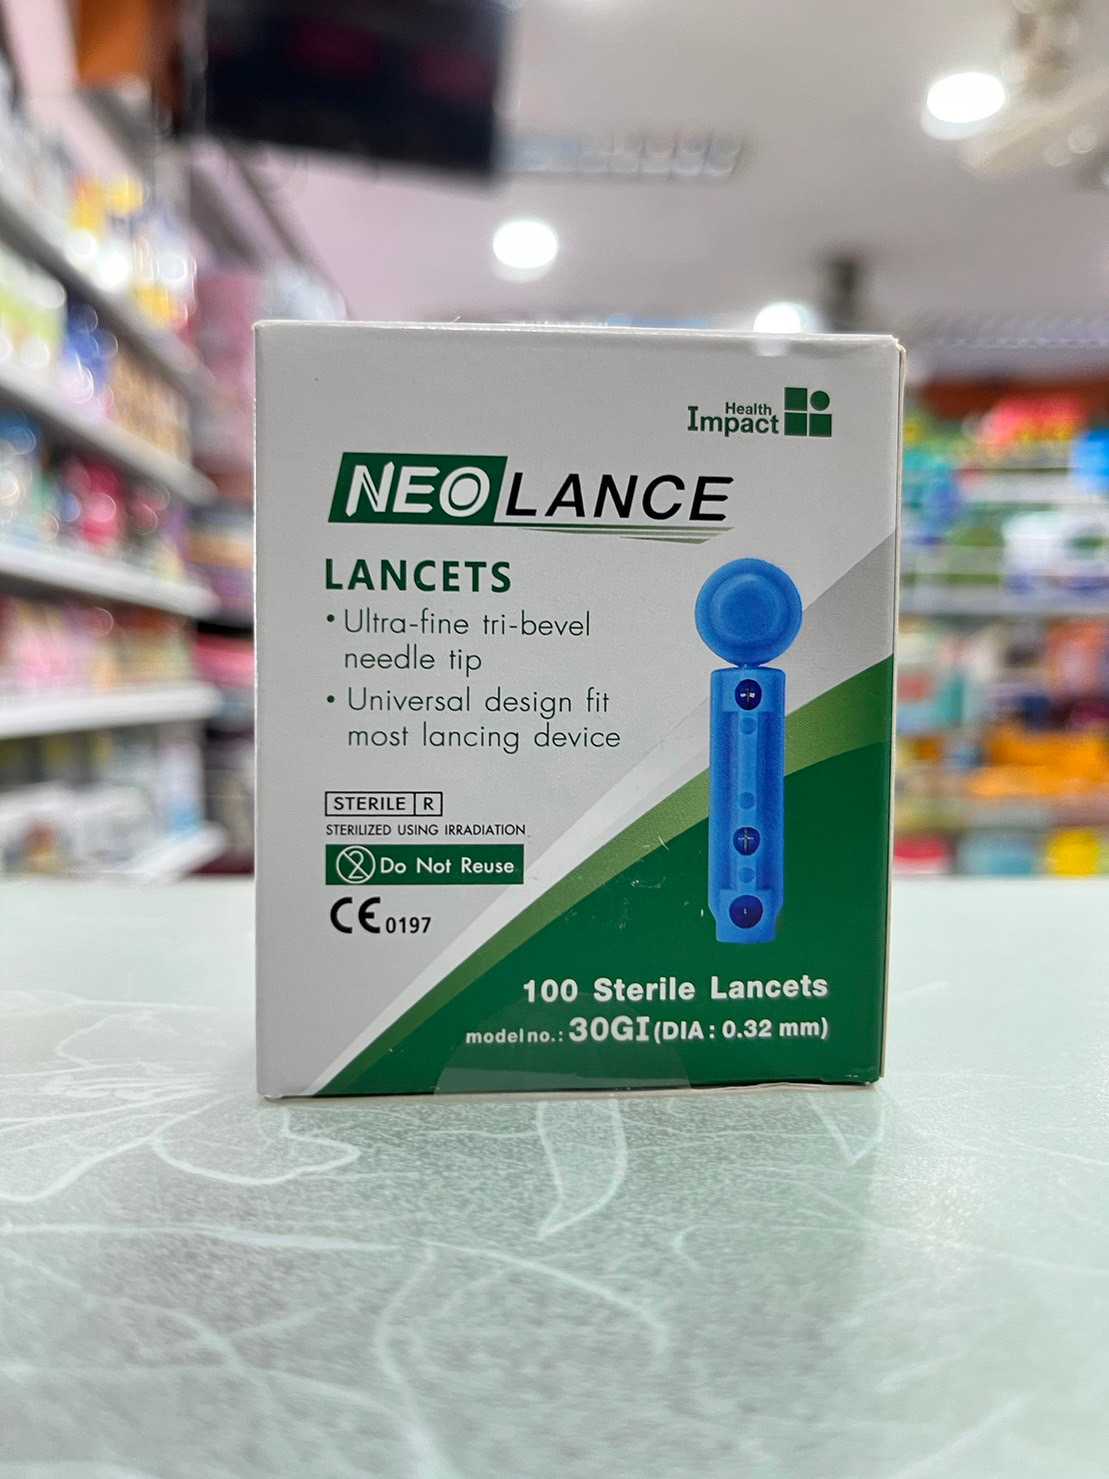 Health
Impact
NEOLANCE
LANCETS
• Ultra-fine tri-bevel
needle tip
• Universal design fit
most lancing device
STERILE R
STERILIZED USING IRRADIATION
2 Do Not Reuse
CE 0197
100 Sterile Lancets
model no.: 30GI (DIA : 0.32 mm)